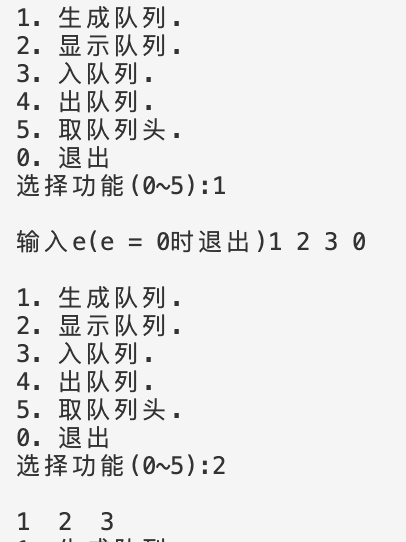 1. 生成队列.
2. 显示队列.
3. 入队列.
4. 出队列.
5. 取队列头.
0. 退出
选择功能(0~5):1
输入e(e = 0时退出)1 2 3 0
1. 生成队列.
2. 显示队列.
3. 入队列.
4. 出队列.
5. 取队列头.
0. 退出
选择功能(0~5):2
1  2  3